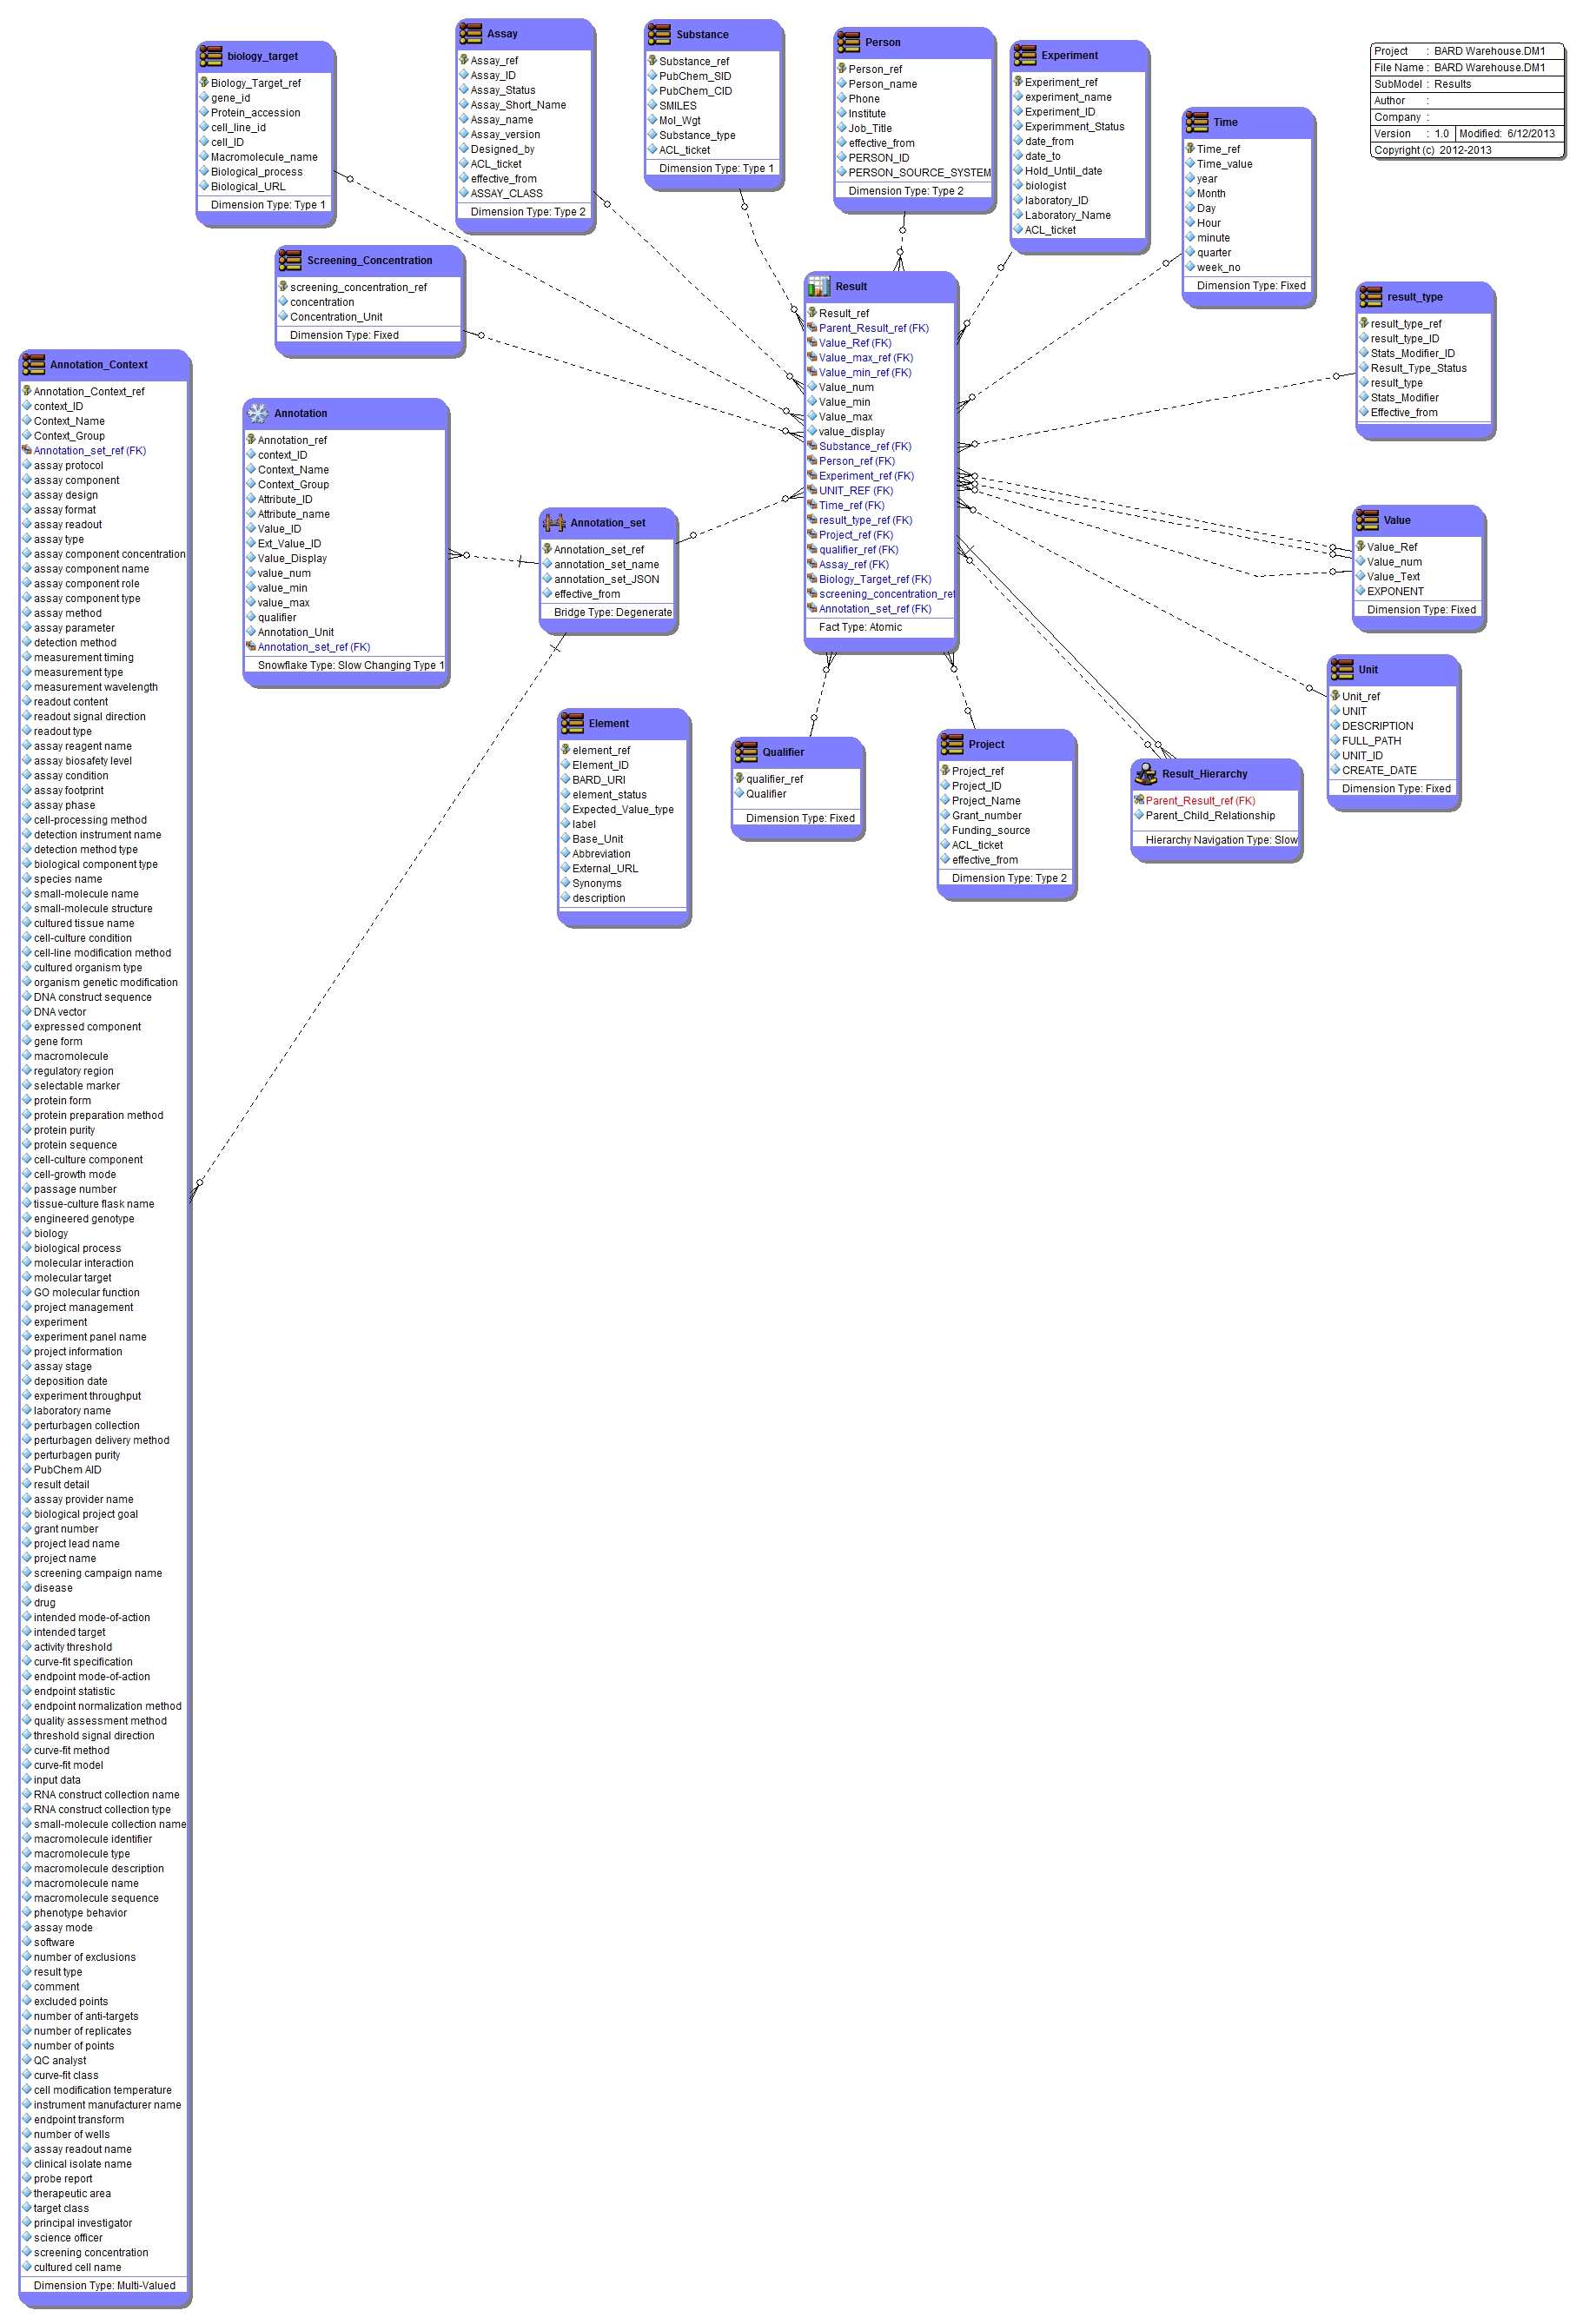 biology_target
Biology_Target_ref
gene_id
Protein_accession
cell_line_id
cell_ID
Macromolecule_name
Biological_process
Biological_URL
Dimension Type: Type 1
Assay
Assay_ref
Assay_ID
Assay_Status
Assay_Short_Name
Assay_name
Assay_version
Designed_by
ACL_ticket
effective_from
ASSAY_CLASS
Dimension Type: Type 2
Substance
Substance_ref
PubChem_SID
PubChem_CID
SMILES
Mol_Wgt
Substance_type
ACL_ticket
Dimension Type: Type 1
Person
Person_ref
Person_name
Phone
Institute
Job_Title
effective_from
PERSON_ID
PERSON_SOURCE_SYSTEM
Dimension Type: Type 2
Experiment
Experiment_ref
experiment_name
Experiment_ID
Experimment_Status
date_from
date_to
Hold_Until_date
biologist
laboratory_ID
Laboratory_Name
ACL_ticket
Time
Time_ref
Time_value
year
Month
Day
Hour
minute
quarter
week_no
Dimension Type: Fixed
Project : BARD Warehouse.DM1
File Name : BARD Warehouse.DM1
SubModel : Results
Author :
Company :
Version : 1.0 Modified: 6/12/2013
Copyright (c) 2012-2013
Screening_Concentration
screening_concentration_ref
concentration
Concentration_Unit
Dimension Type: Fixed
Result
Result_ref
Parent_Result_ref (FK)
Value_Ref (FK)
Value_max_ref (FK)
Value_min_ref (FK)
Value_num
Value_min
Value_max
value_display
Substance_ref (FK)
Person_ref (FK)
Experiment_ref (FK)
UNIT_REF (FK)
Time_ref (FK)
result_type_ref (FK)
Project_ref (FK)
qualifier_ref (FK)
Assay_ref (FK)
Biology_Target_ref (FK)
screening_concentration_ref
Annotation_set_ref (FK)
Fact Type: Atomic
result_type
result_type_ref
result_type_ID
Stats_Modifier_ID
Result_Type_Status
result_type
Stats_Modifier
Effective_from
Annotation_Context
Annotation_Context_ref
context_ID
Context_Name
Context_Group
Annotation_set_ref (FK)
assay protocol
assay component
assay design
assay format
assay readout
assay type
assay component concentration
assay component name
assay component role
assay component type
assay method
assay parameter
detection method
measurement timing
measurement type
measurement wavelength
readout content
readout signal direction
readout type
assay reagent name
assay biosafety level
assay condition
assay footprint
assay phase
cell-processing method
detection instrument name
detection method type
biological component type
species name
small-molecule name
small-molecule structure
cultured tissue name
cell-culture condition
cell-line modification method
cultured organism type
organism genetic modification
DNA construct sequence
DNA vector
expressed component
gene form
macromolecule
regulatory region
selectable marker
protein form
protein preparation method
protein purity
protein sequence
cell-culture component
cell-growth mode
passage number
tissue-culture flask name
engineered genotype
biology
biological process
molecular interaction
molecular target
GO molecular function
project management
experiment
experiment panel name
project information
assay stage
deposition date
experiment throughput
laboratory name
perturbagen collection
perturbagen delivery method
perturbagen purity
PubChem AID
result detail
assay provider name
biological project goal
grant number
project lead name
project name
screening campaign name
disease
drug
intended mode-of-action
intended target
activity threshold
curve-fit specification
endpoint mode-of-action
endpoint statistic
endpoint normalization method
quality assessment method
threshold signal direction
curve-fit method
curve-fit model
input data
RNA construct collection name
RNA construct collection type
small-molecule collection name
macromolecule identifier
macromolecule type
macromolecule description
macromolecule name
macromolecule sequence
phenotype behavior
assay mode
software
number of exclusions
result type
comment
excluded points
number of anti-targets
number of replicates
number of points
QC analyst
curve-fit class
cell modification temperature
instrument manufacturer name
endpoint transform
number of wells
assay readout name
clinical isolate name
probe report
therapeutic area
target class
principal investigator
science officer
screening concentration
cultured cell name
Dimension Type: Multi-Valued
Annotation
Annotation_ref
context_ID
Context_Name
Context_Group
Attribute_ID
Attribute_name
Value_ID
Ext_Value_ID
Value_Display
value_num
value_min
value_max
qualifier
Annotation_Unit
Annotation_set_ref (FK)
Snowflake Type: Slow Changing Type 1
Annotation_set
Annotation_set_ref
annotation_set_name
annotation_set_JSON
effective_from
Bridge Type: Degenerate
Value
Value_Ref
Value_num
Value_Text
EXPONENT
Dimension Type: Fixed
Unit
Unit_ref
UNIT
DESCRIPTION
FULL_PATH
UNIT_ID
CREATE_DATE
Dimension Type: Fixed
Element
element_ref
Element_ID
BARD_URI
element_status
Expected_Value_type
label
Base_Unit
Abbreviation
External_URL
Synonyms
description
Qualifier
qualifier_ref
Qualifier
Dimension Type: Fixed
Project
Project_ref
Project_ID
Project_Name
Grant_number
Funding_source
ACL_ticket
effective_from
Dimension Type: Type 2
Result_Hierarchy
Parent_Result_ref (FK)
Parent_Child_Relationship
Hierarchy Navigation Type: Slow